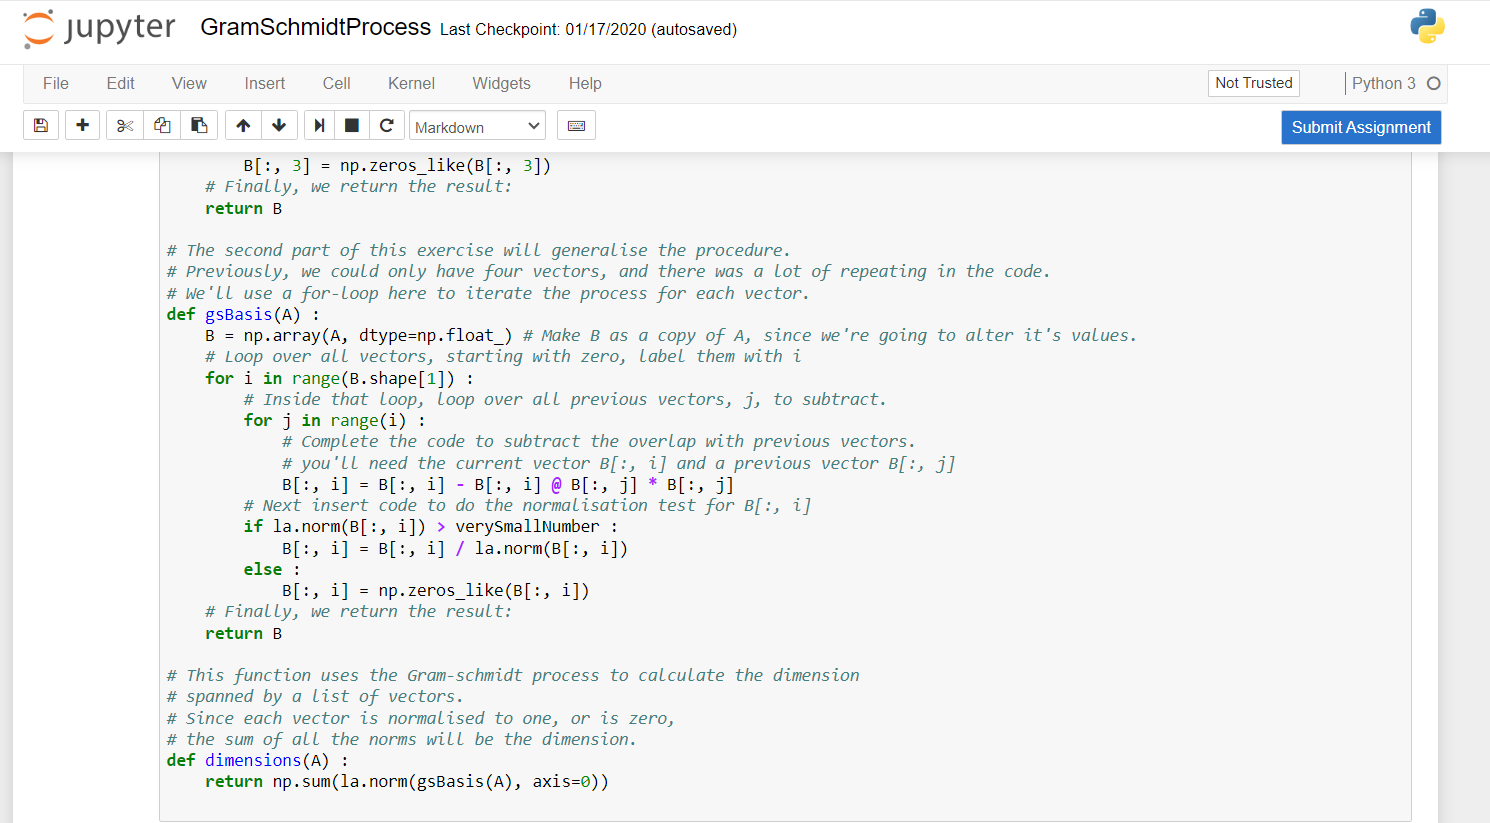 jupyter GramSchmidtProcess Last Checkpoint: 01/17/2020 (autosaved)
File Edit View Insert Cell Kernel Widgets Help Not Trusted Python 3
Markdown Submit Assignment
        B[:, 3] = np.zeros_like(B[:, 3])
    # Finally, we return the result:
    return B
# The second part of this exercise will generalise the procedure.
# Previously, we could only have four vectors, and there was a lot of repeating in the code.
# We'll use a for-loop here to iterate the process for each vector.
def gsBasis(A) :
    B = np.array(A, dtype=np.float_) # Make B as a copy of A, since we're going to alter it's values.
    # Loop over all vectors, starting with zero, label them with i
    for i in range(B.shape[1]) :
        # Inside that loop, loop over all previous vectors, j, to subtract.
        for j in range(i) :
            # Complete the code to subtract the overlap with previous vectors.
            # you'll need the current vector B[:, i] and a previous vector B[:, j]
            B[:, i] = B[:, i] - B[:, i] @ B[:, j] * B[:, j]
        # Next insert code to do the normalisation test for B[:, i]
        if la.norm(B[:, i]) > verySmallNumber :
            B[:, i] = B[:, i] / la.norm(B[:, i])
        else :
            B[:, i] = np.zeros_like(B[:, i])
    # Finally, we return the result:
    return B
# This function uses the Gram-schmidt process to calculate the dimension
# spanned by a list of vectors.
# Since each vector is normalised to one, or is zero,
# the sum of all the norms will be the dimension.
def dimensions(A) :
    return np.sum(la.norm(gsBasis(A), axis=0))